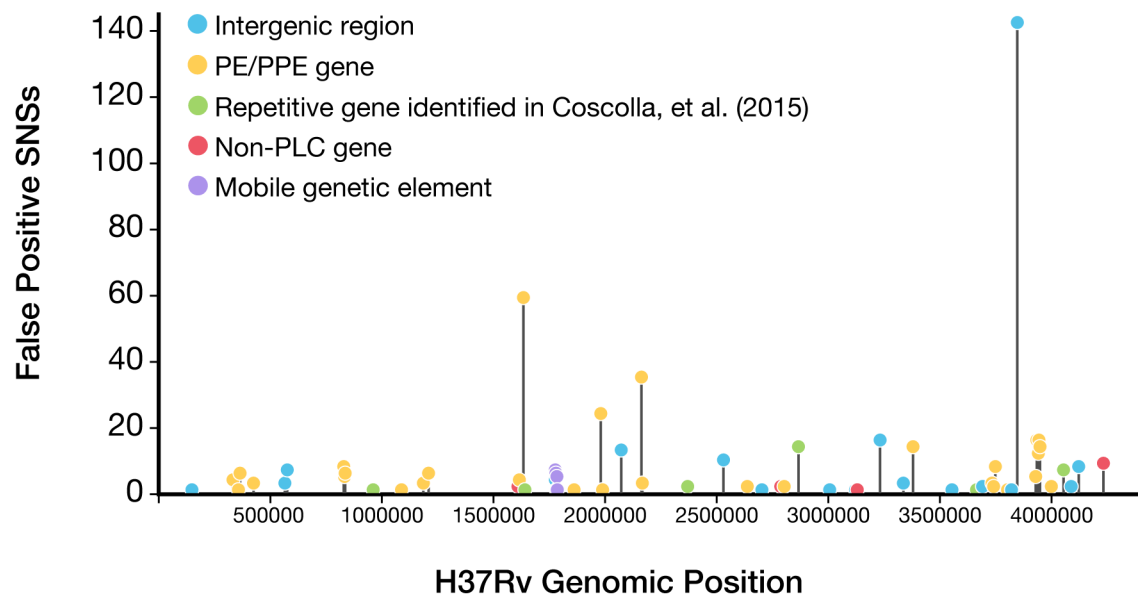 140
120
100
80
60
40
20
0
False Positive SNSs
Intergenic region
PE/PPE gene
Repetitive gene identified in Coscolla, et al. (2015)
Non-PLC gene
Mobile genetic element
500000 1000000 1500000 2000000 2500000 3000000 3500000 4000000
H37Rv Genomic Position